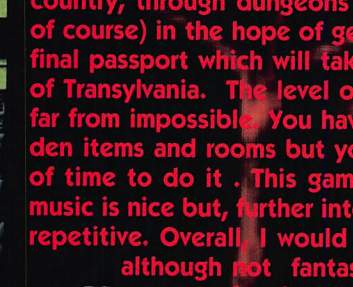 country, through dungeons
of course) in the hope of ge
final passport which will tak
of Transylvania. The level o
far from impossible. You hav
den items and rooms but yo
of time to do it . This gam
music is nice but, further int
repetitive. Overall, I would
although not fantas